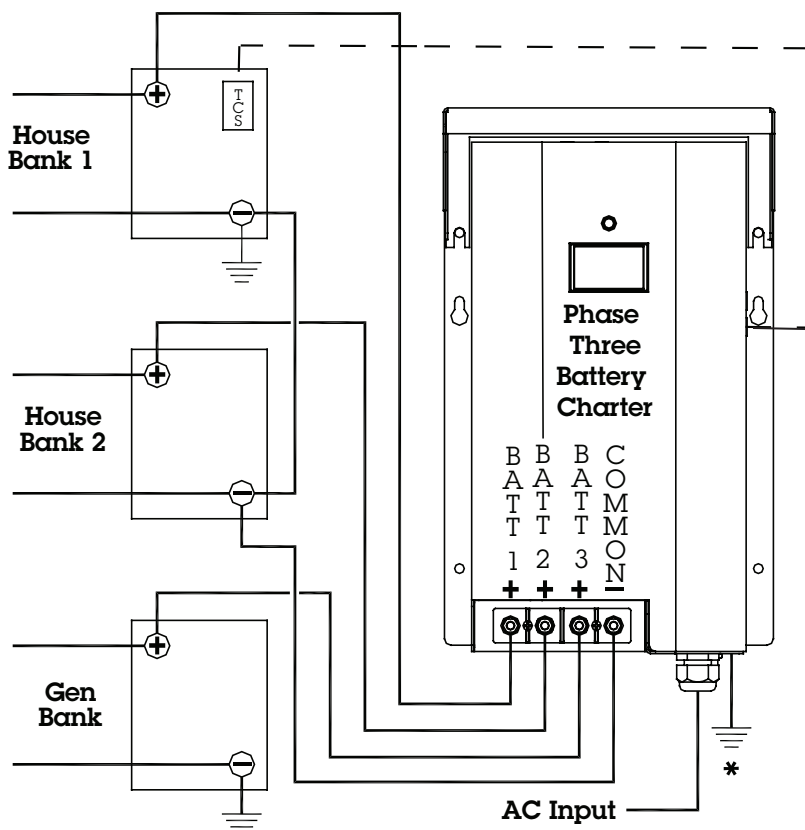 TCS
House
Bank 1
Phase
Three
Battery
Charter
House
Bank 2
BATT 1 +
BATT 2 +
BATT 3 +
COMMON −
Gen
Bank
*
AC Input